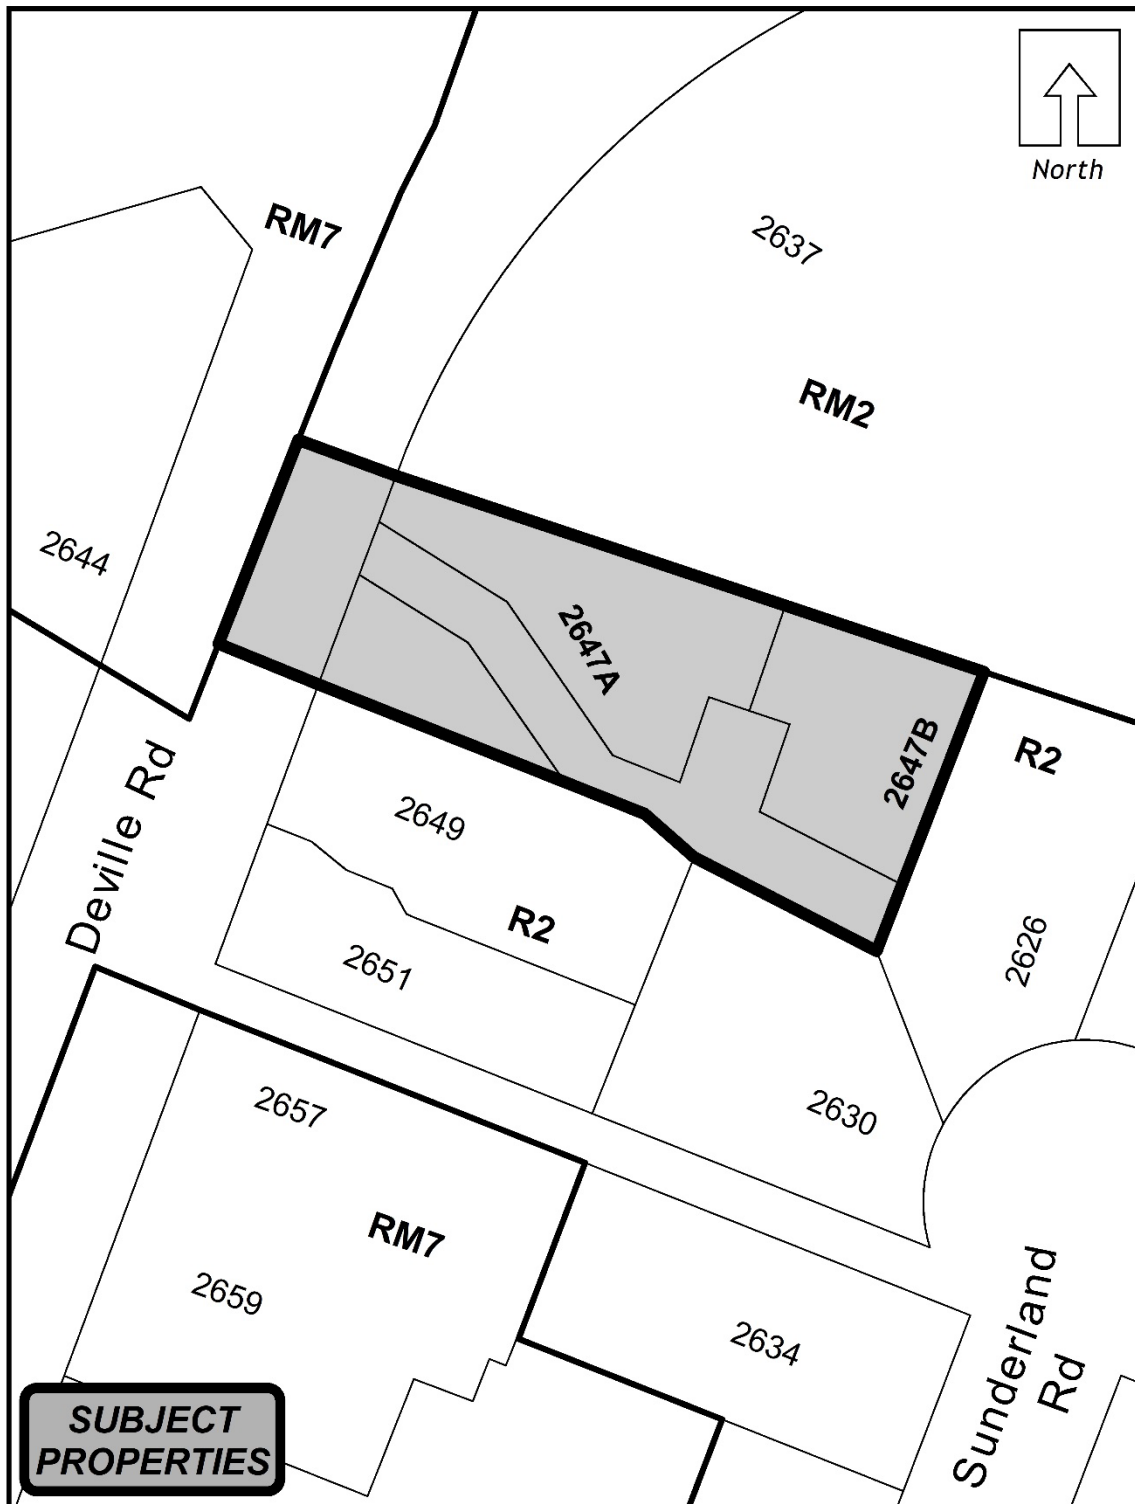 North
RM7
2637
RM2
2644
2647A
2647B
R2
Deville Rd
2649
R2
2626
2651
2657
2630
RM7
2659
2634
Sunderland
Rd
SUBJECT
PROPERTIES